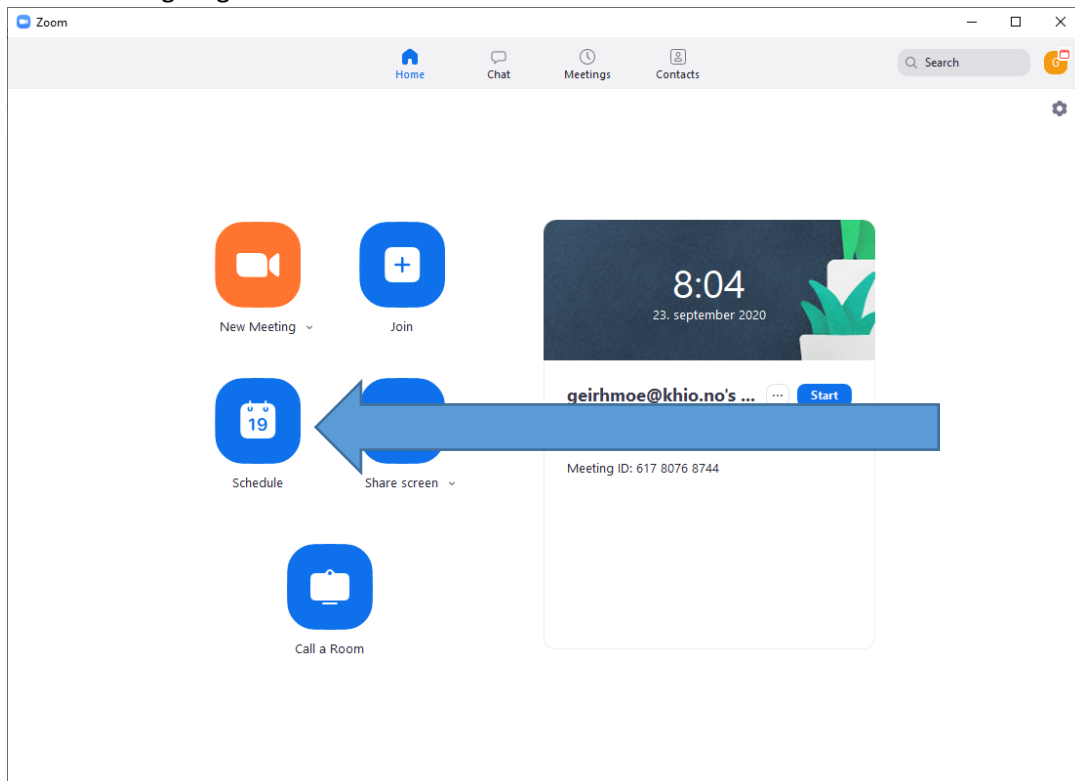 Zoom
Home
Chat
Meetings
Contacts
Search
G
8:04
23. september 2020
New Meeting
Join
geirhmoe@khio.no's ...
Start
19
Meeting ID: 617 8076 8744
Schedule
Share screen
Call a Room